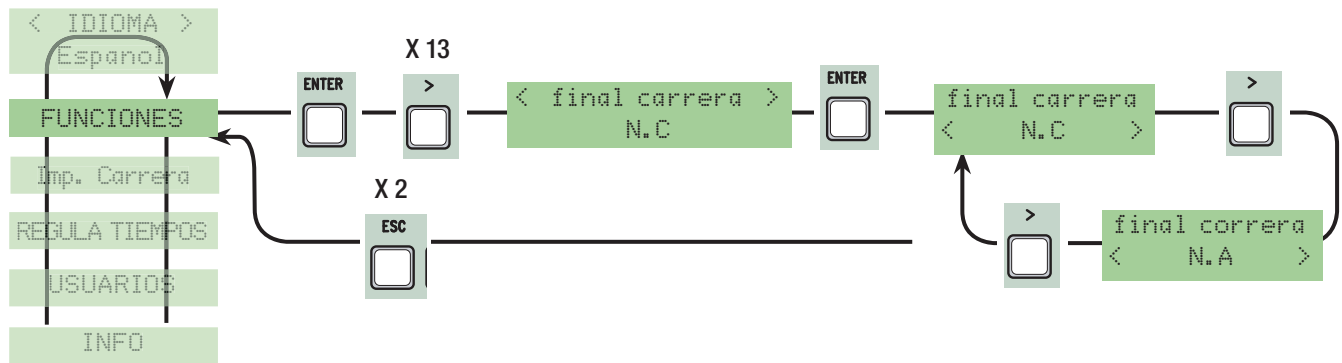 < IDIOMA >
Espanol
FUNCIONES
Imp. Carrera
REGULA TIEMPOS
USUARIOS
INFO
ENTER
X 13
>
< final carrera >
N.C
ENTER
final carrera
< N.C >
>
X 2
ESC
>
final correra
< N.A >